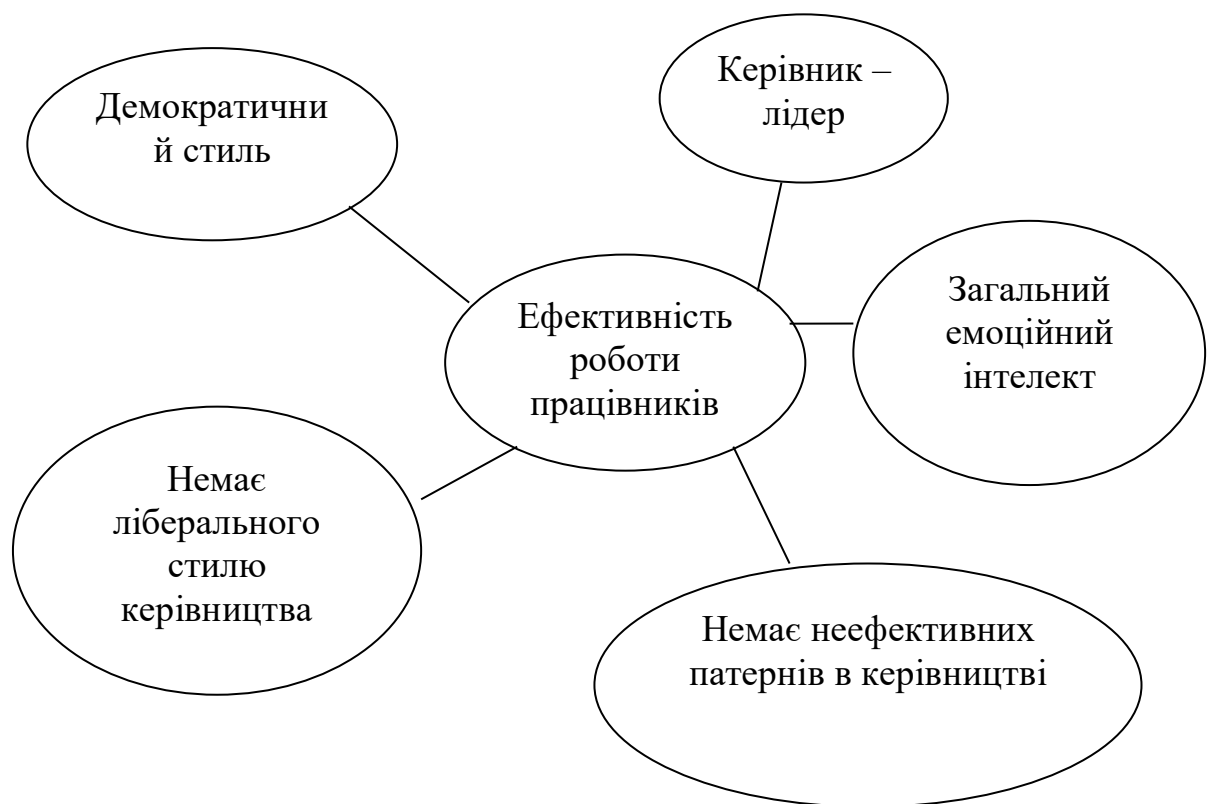 Демократични
й стиль
Керівник –
лідер
Ефективність
роботи
працівників
Загальний
емоційний
інтелект
Немає
ліберального
стилю
керівництва
Немає неефективних
патернів в керівництві